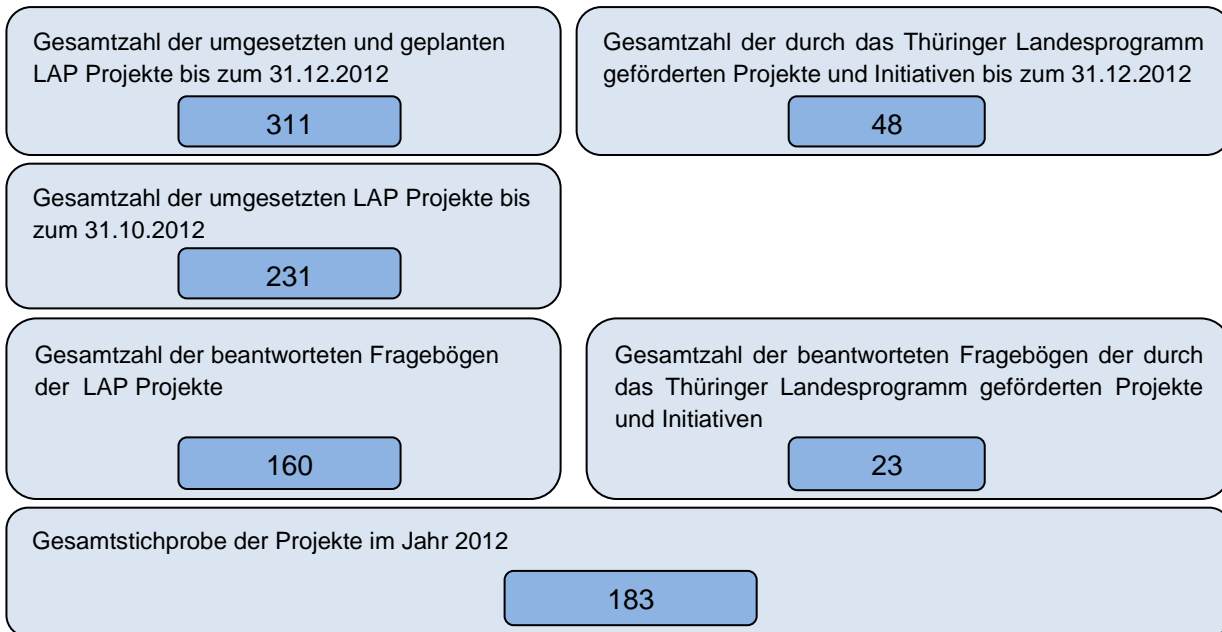 Gesamtzahl der umgesetzten und geplanten
LAP Projekte bis zum 31.12.2012
311
Gesamtzahl der durch das Thüringer Landesprogramm
geförderten Projekte und Initiativen bis zum 31.12.2012
48
Gesamtzahl der umgesetzten LAP Projekte bis
zum 31.10.2012
231
Gesamtzahl der beantworteten Fragebögen
der LAP Projekte
160
Gesamtzahl der beantworteten Fragebögen der durch
das Thüringer Landesprogramm geförderten Projekte
und Initiativen
23
Gesamtstichprobe der Projekte im Jahr 2012
183